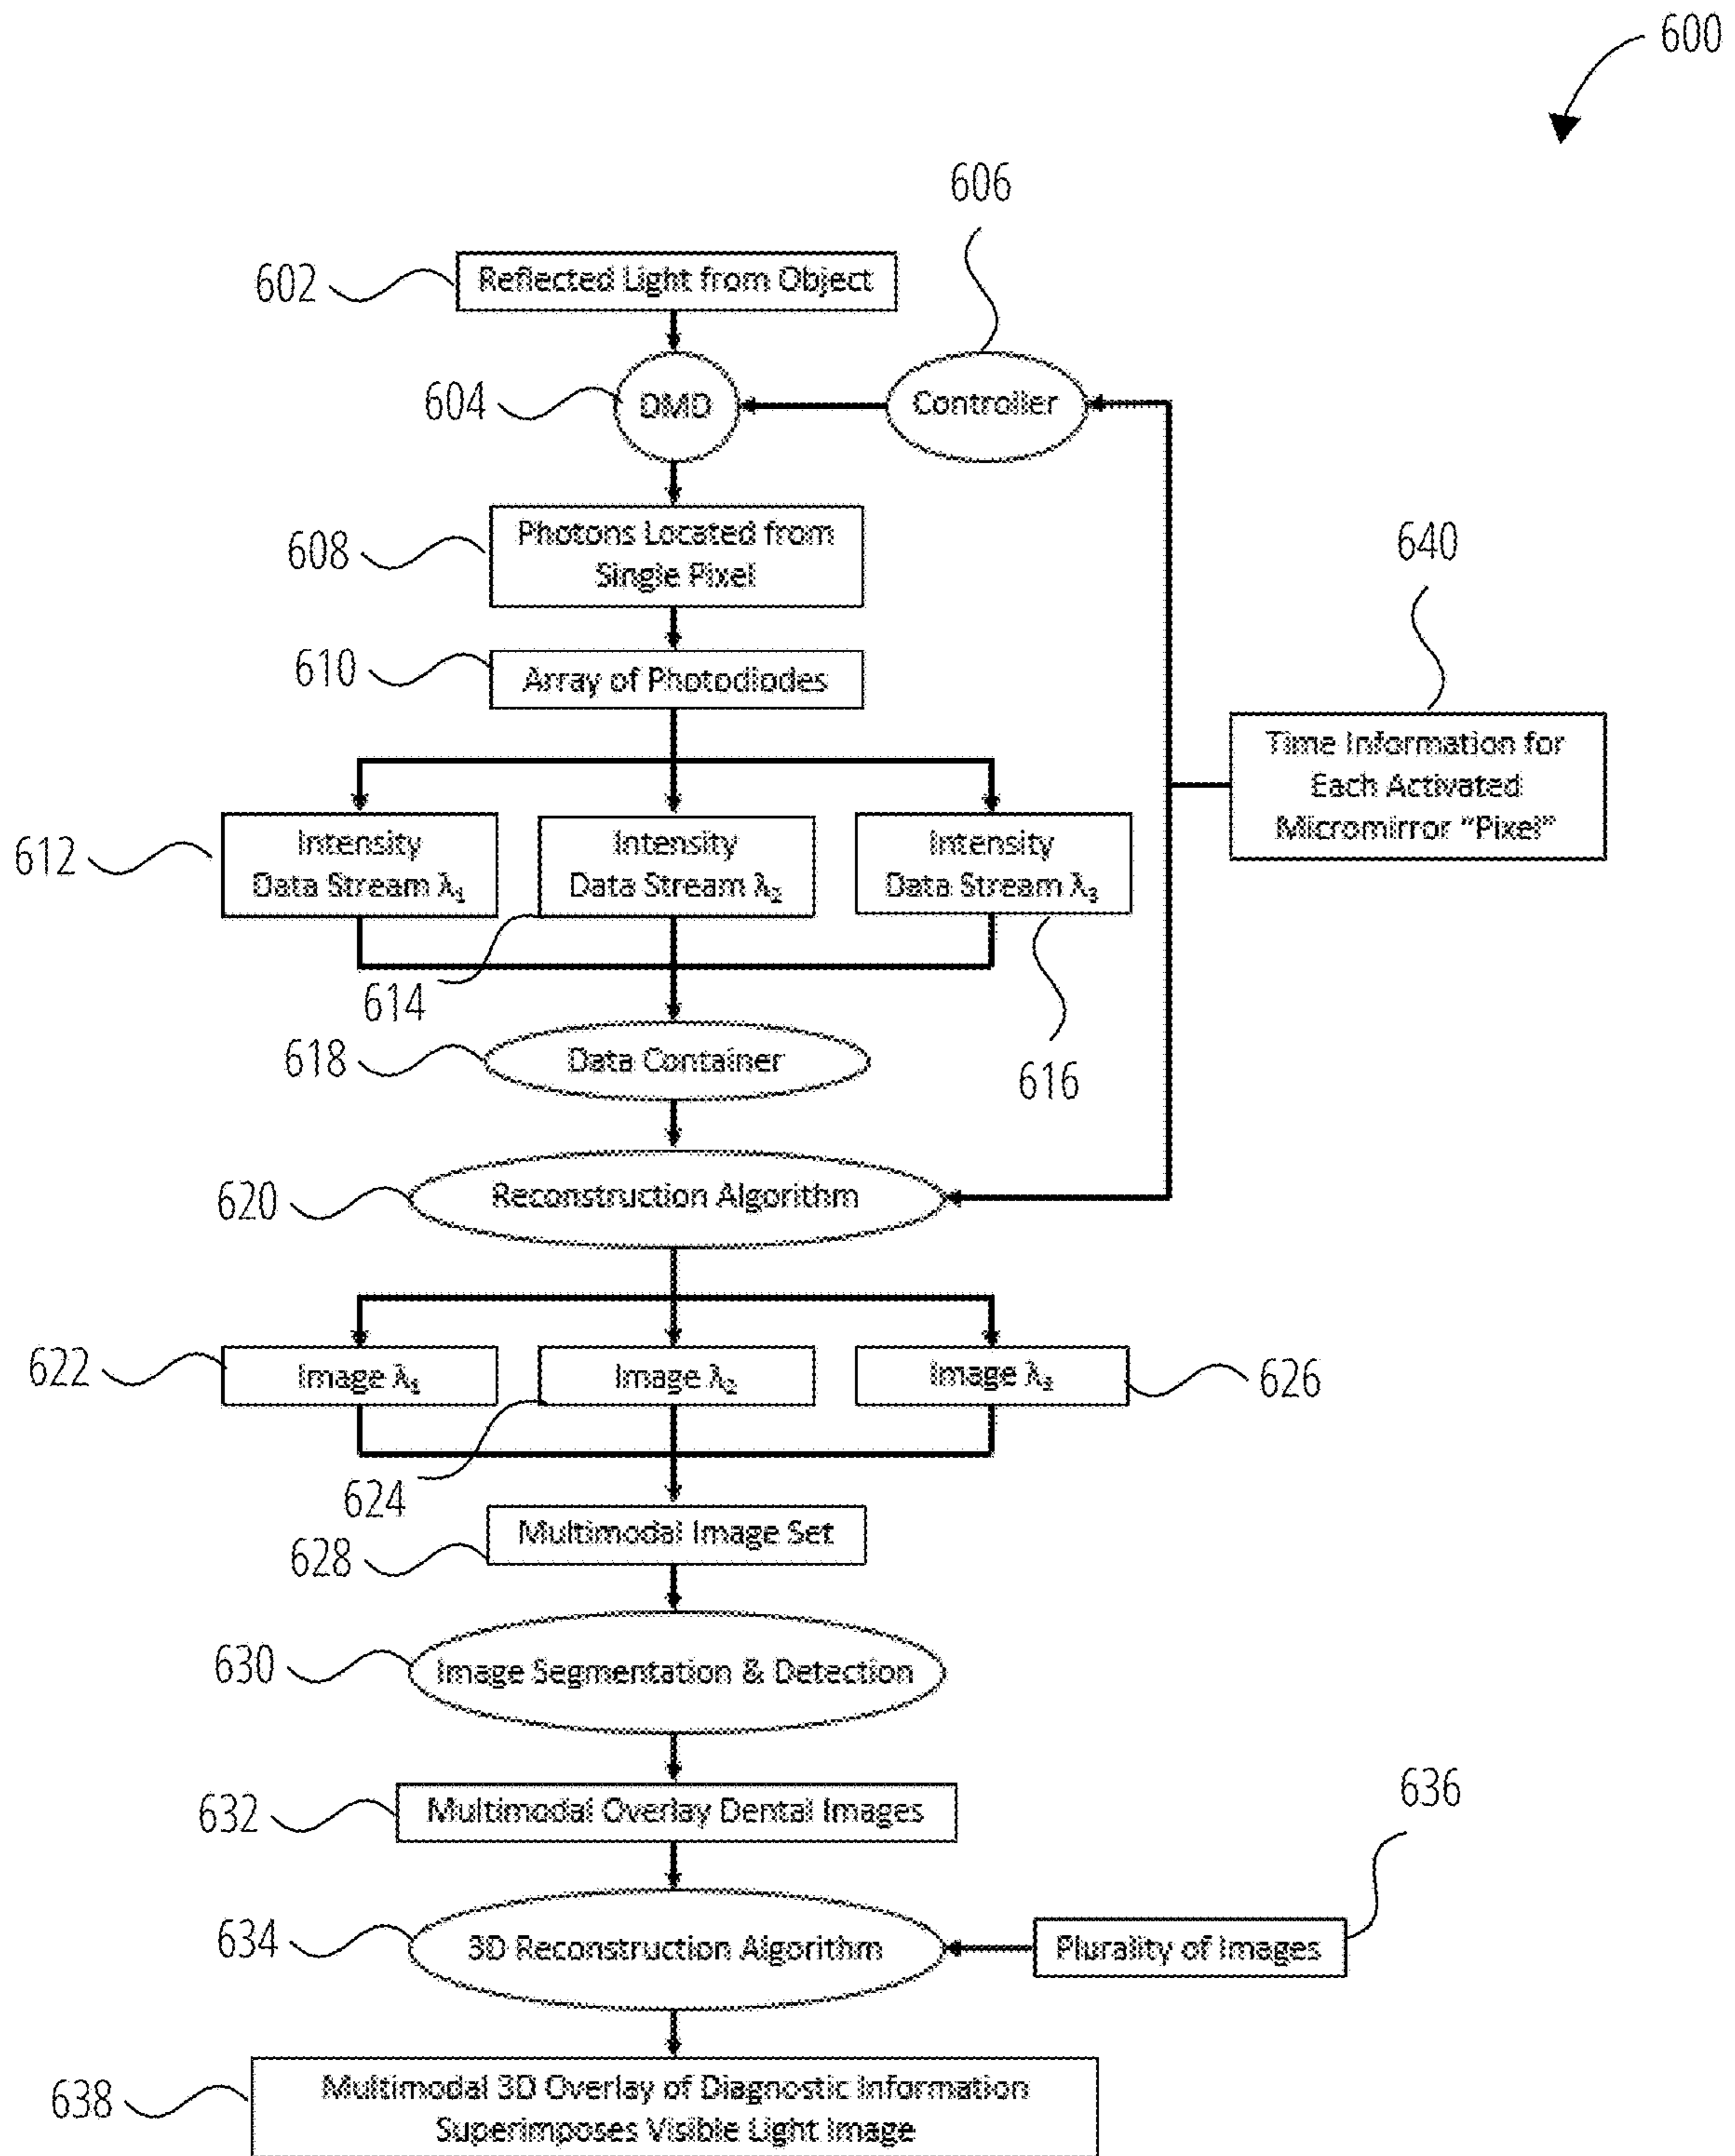 600
606
602
Reflected Light from Object
604
DMD
Controller
608
Photons Located from
Single Pixel
640
610
Array of Photodiodes
Time Information for
Each Activated
Micromirror “Pixel”
612
Intensity
Data Stream λ₁
Intensity
Data Stream λ₂
Intensity
Data Stream λ₃
614
616
618
Data Container
620
Reconstruction Algorithm
622
Image λ₁
Image λ₂
Image λ₃
626
624
628
Multimodal Image Set
630
Image Segmentation & Detection
632
Multimodal Overlay Dental Images
636
634
3D Reconstruction Algorithm
Plurality of Images
638
Multimodal 3D Overlay of Diagnostic Information
Superimposes Visible Light Image